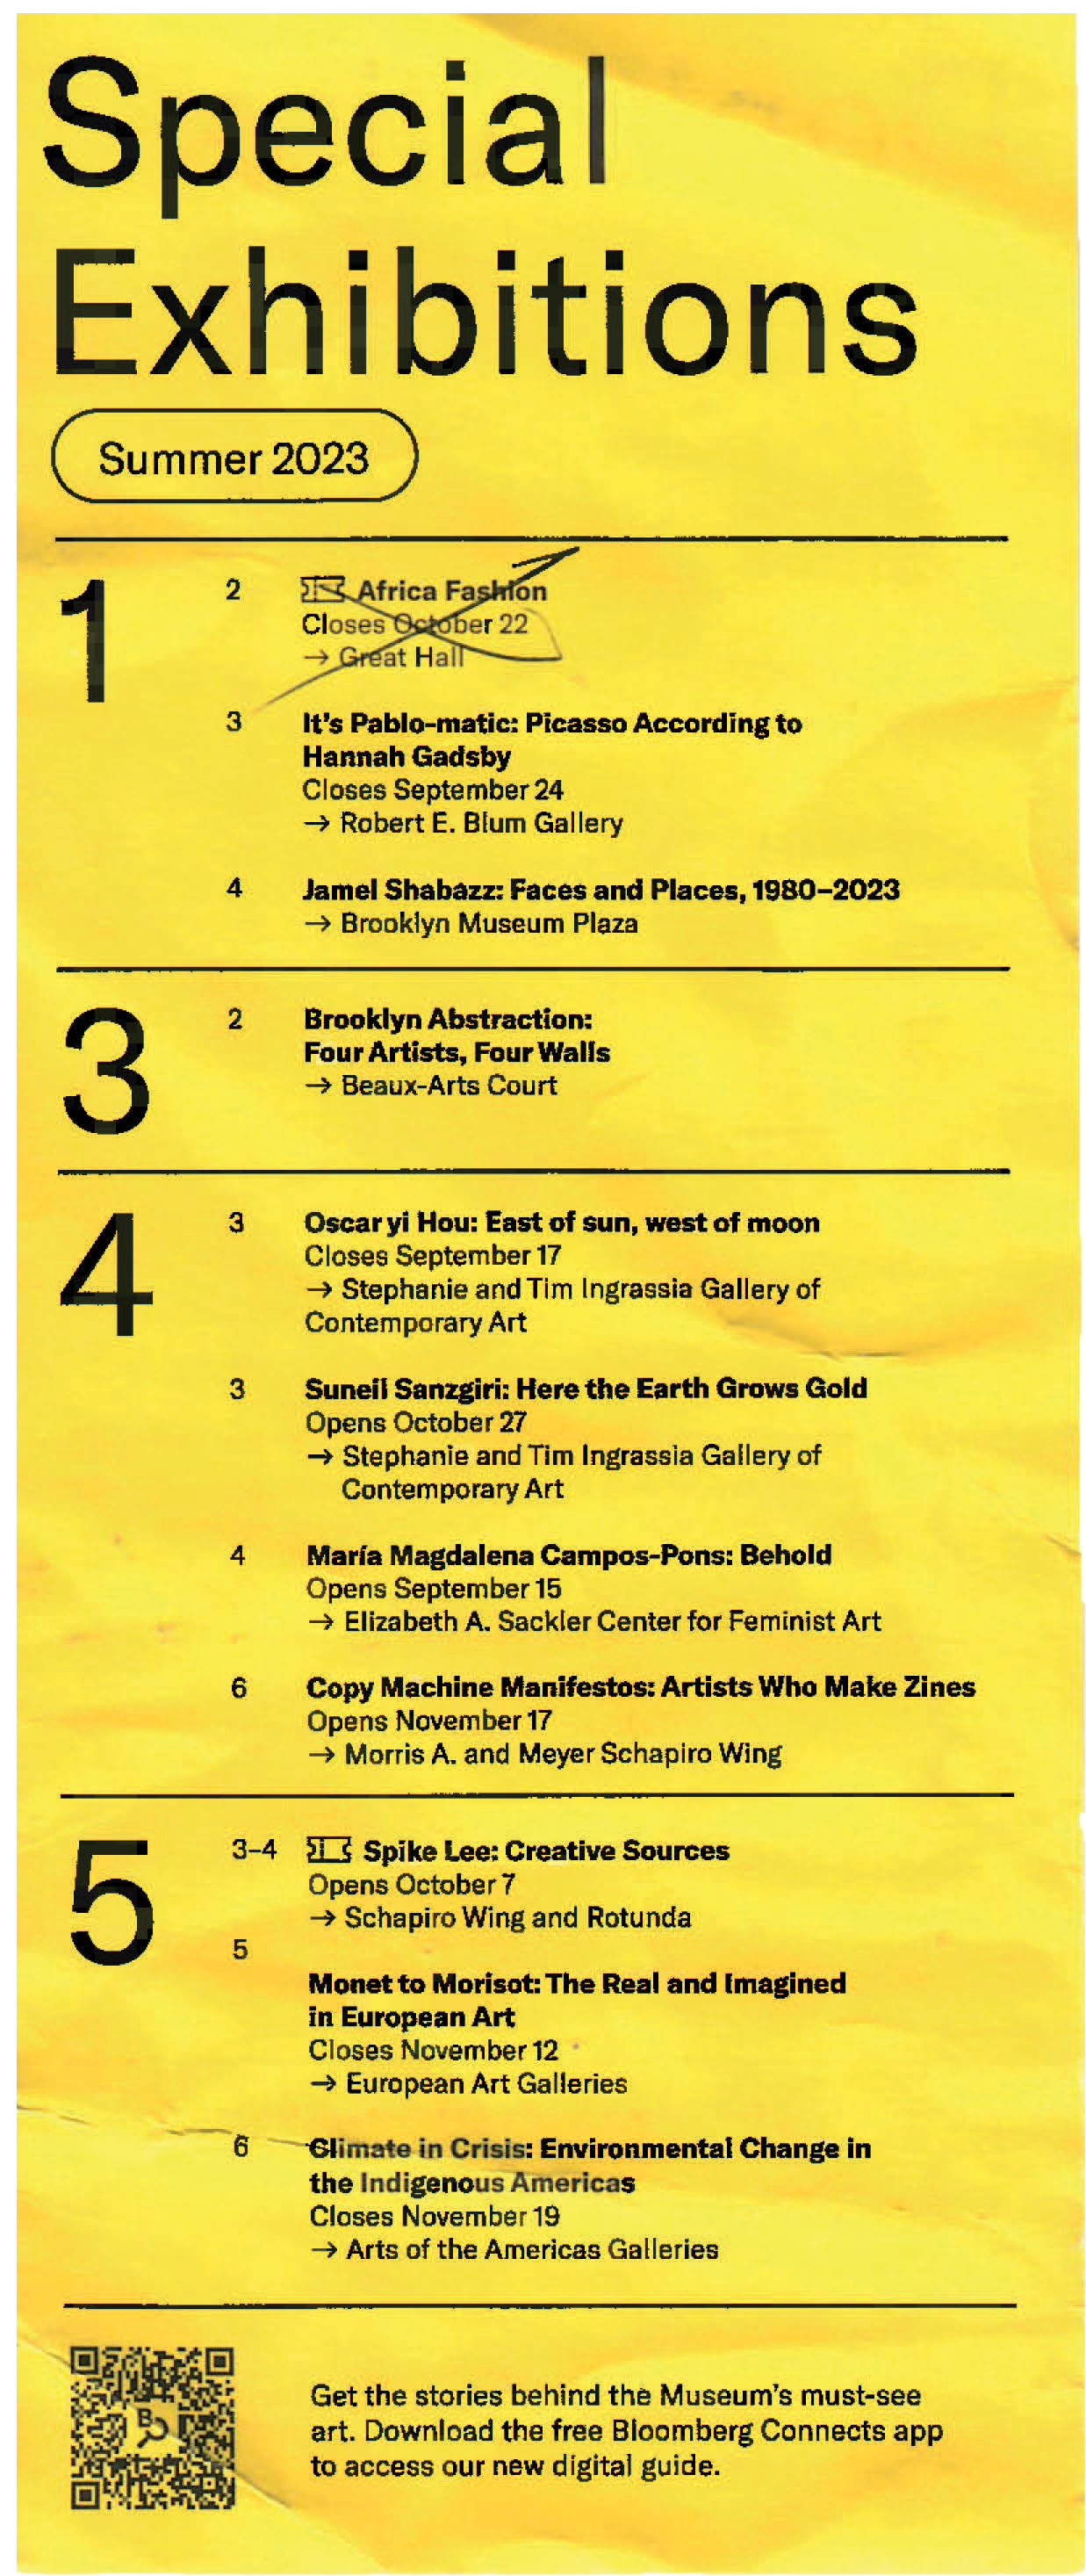 Special
Exhibitions
Summer 2023
1
2 Africa Fashion
Closes October 22
→ Great Hall
3 It's Pablo-matic: Picasso According to
Hannah Gadsby
Closes September 24
→ Robert E. Blum Gallery
4 Jamel Shabazz: Faces and Places, 1980–2023
→ Brooklyn Museum Plaza
3
2 Brooklyn Abstraction:
Four Artists, Four Walls
→ Beaux-Arts Court
4
3 Oscar yi Hou: East of sun, west of moon
Closes September 17
→ Stephanie and Tim Ingrassia Gallery of
Contemporary Art
3 Suneil Sanzgiri: Here the Earth Grows Gold
Opens October 27
→ Stephanie and Tim Ingrassia Gallery of
Contemporary Art
4 María Magdalena Campos-Pons: Behold
Opens September 15
→ Elizabeth A. Sackler Center for Feminist Art
6 Copy Machine Manifestos: Artists Who Make Zines
Opens November 17
→ Morris A. and Meyer Schapiro Wing
5
3–4 Spike Lee: Creative Sources
Opens October 7
→ Schapiro Wing and Rotunda
5
Monet to Morisot: The Real and Imagined
in European Art
Closes November 12
→ European Art Galleries
6 Climate in Crisis: Environmental Change in
the Indigenous Americas
Closes November 19
→ Arts of the Americas Galleries
B
Get the stories behind the Museum's must-see
art. Download the free Bloomberg Connects app
to access our new digital guide.